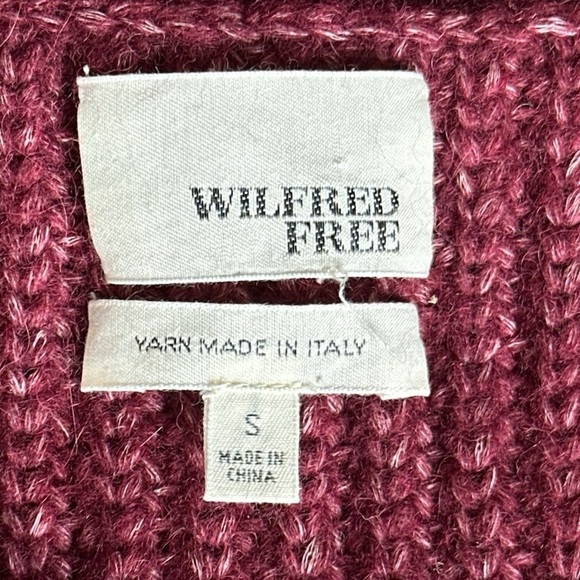 WILFRED
FREE
YARN MADE IN ITALY
S
MADE IN
CHINA